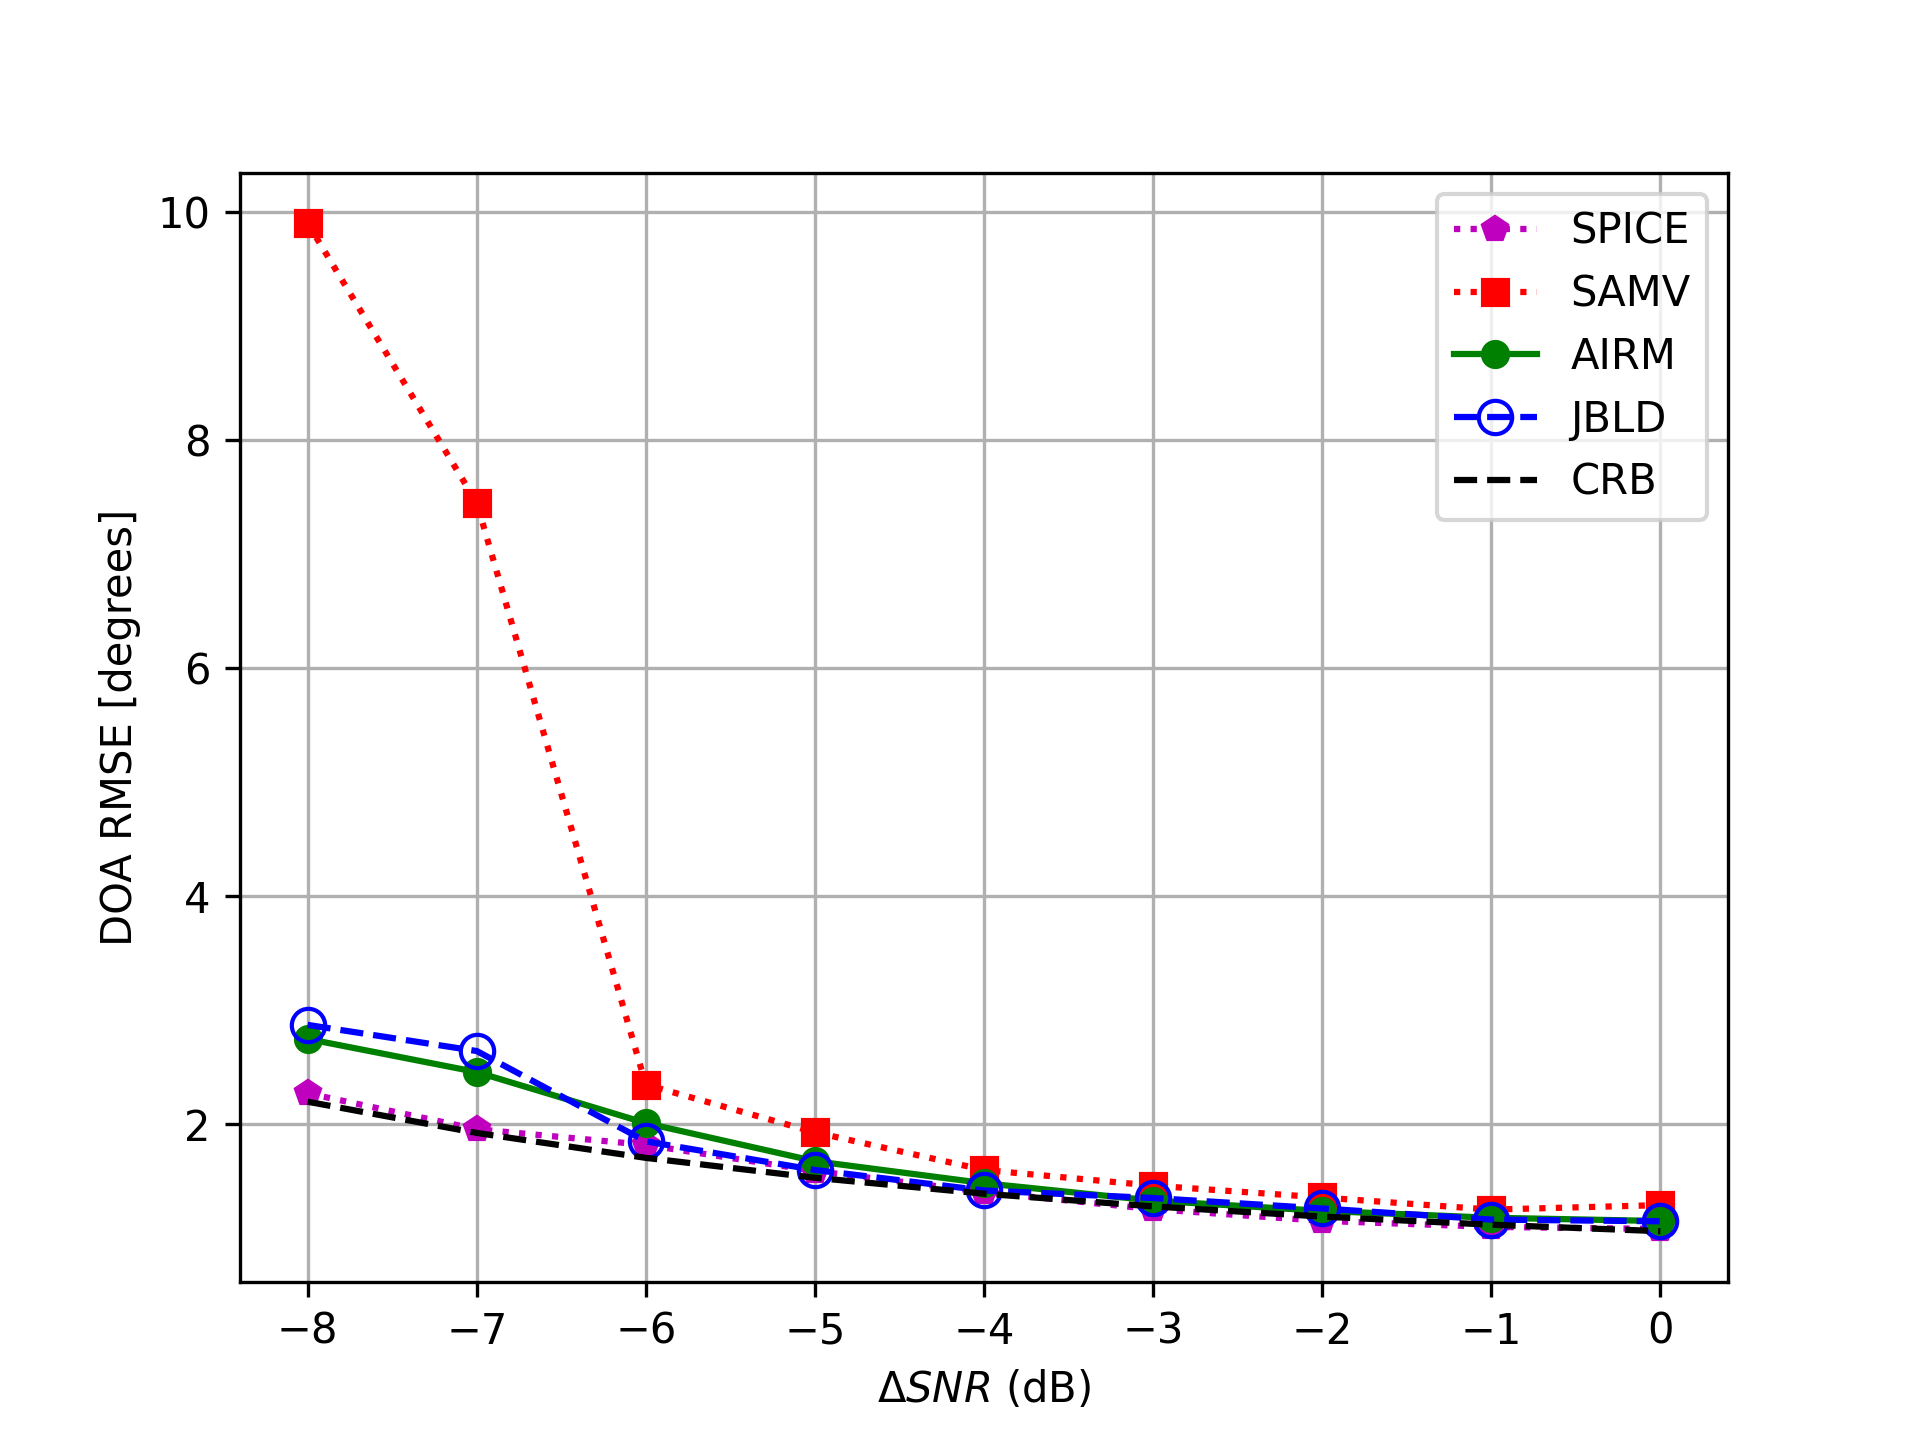 10
8
6
4
2
DOA RMSE [degrees]
SPICE
SAMV
AIRM
JBLD
CRB
−8 −7 −6 −5 −4 −3 −2 −1 0
ΔSNR (dB)